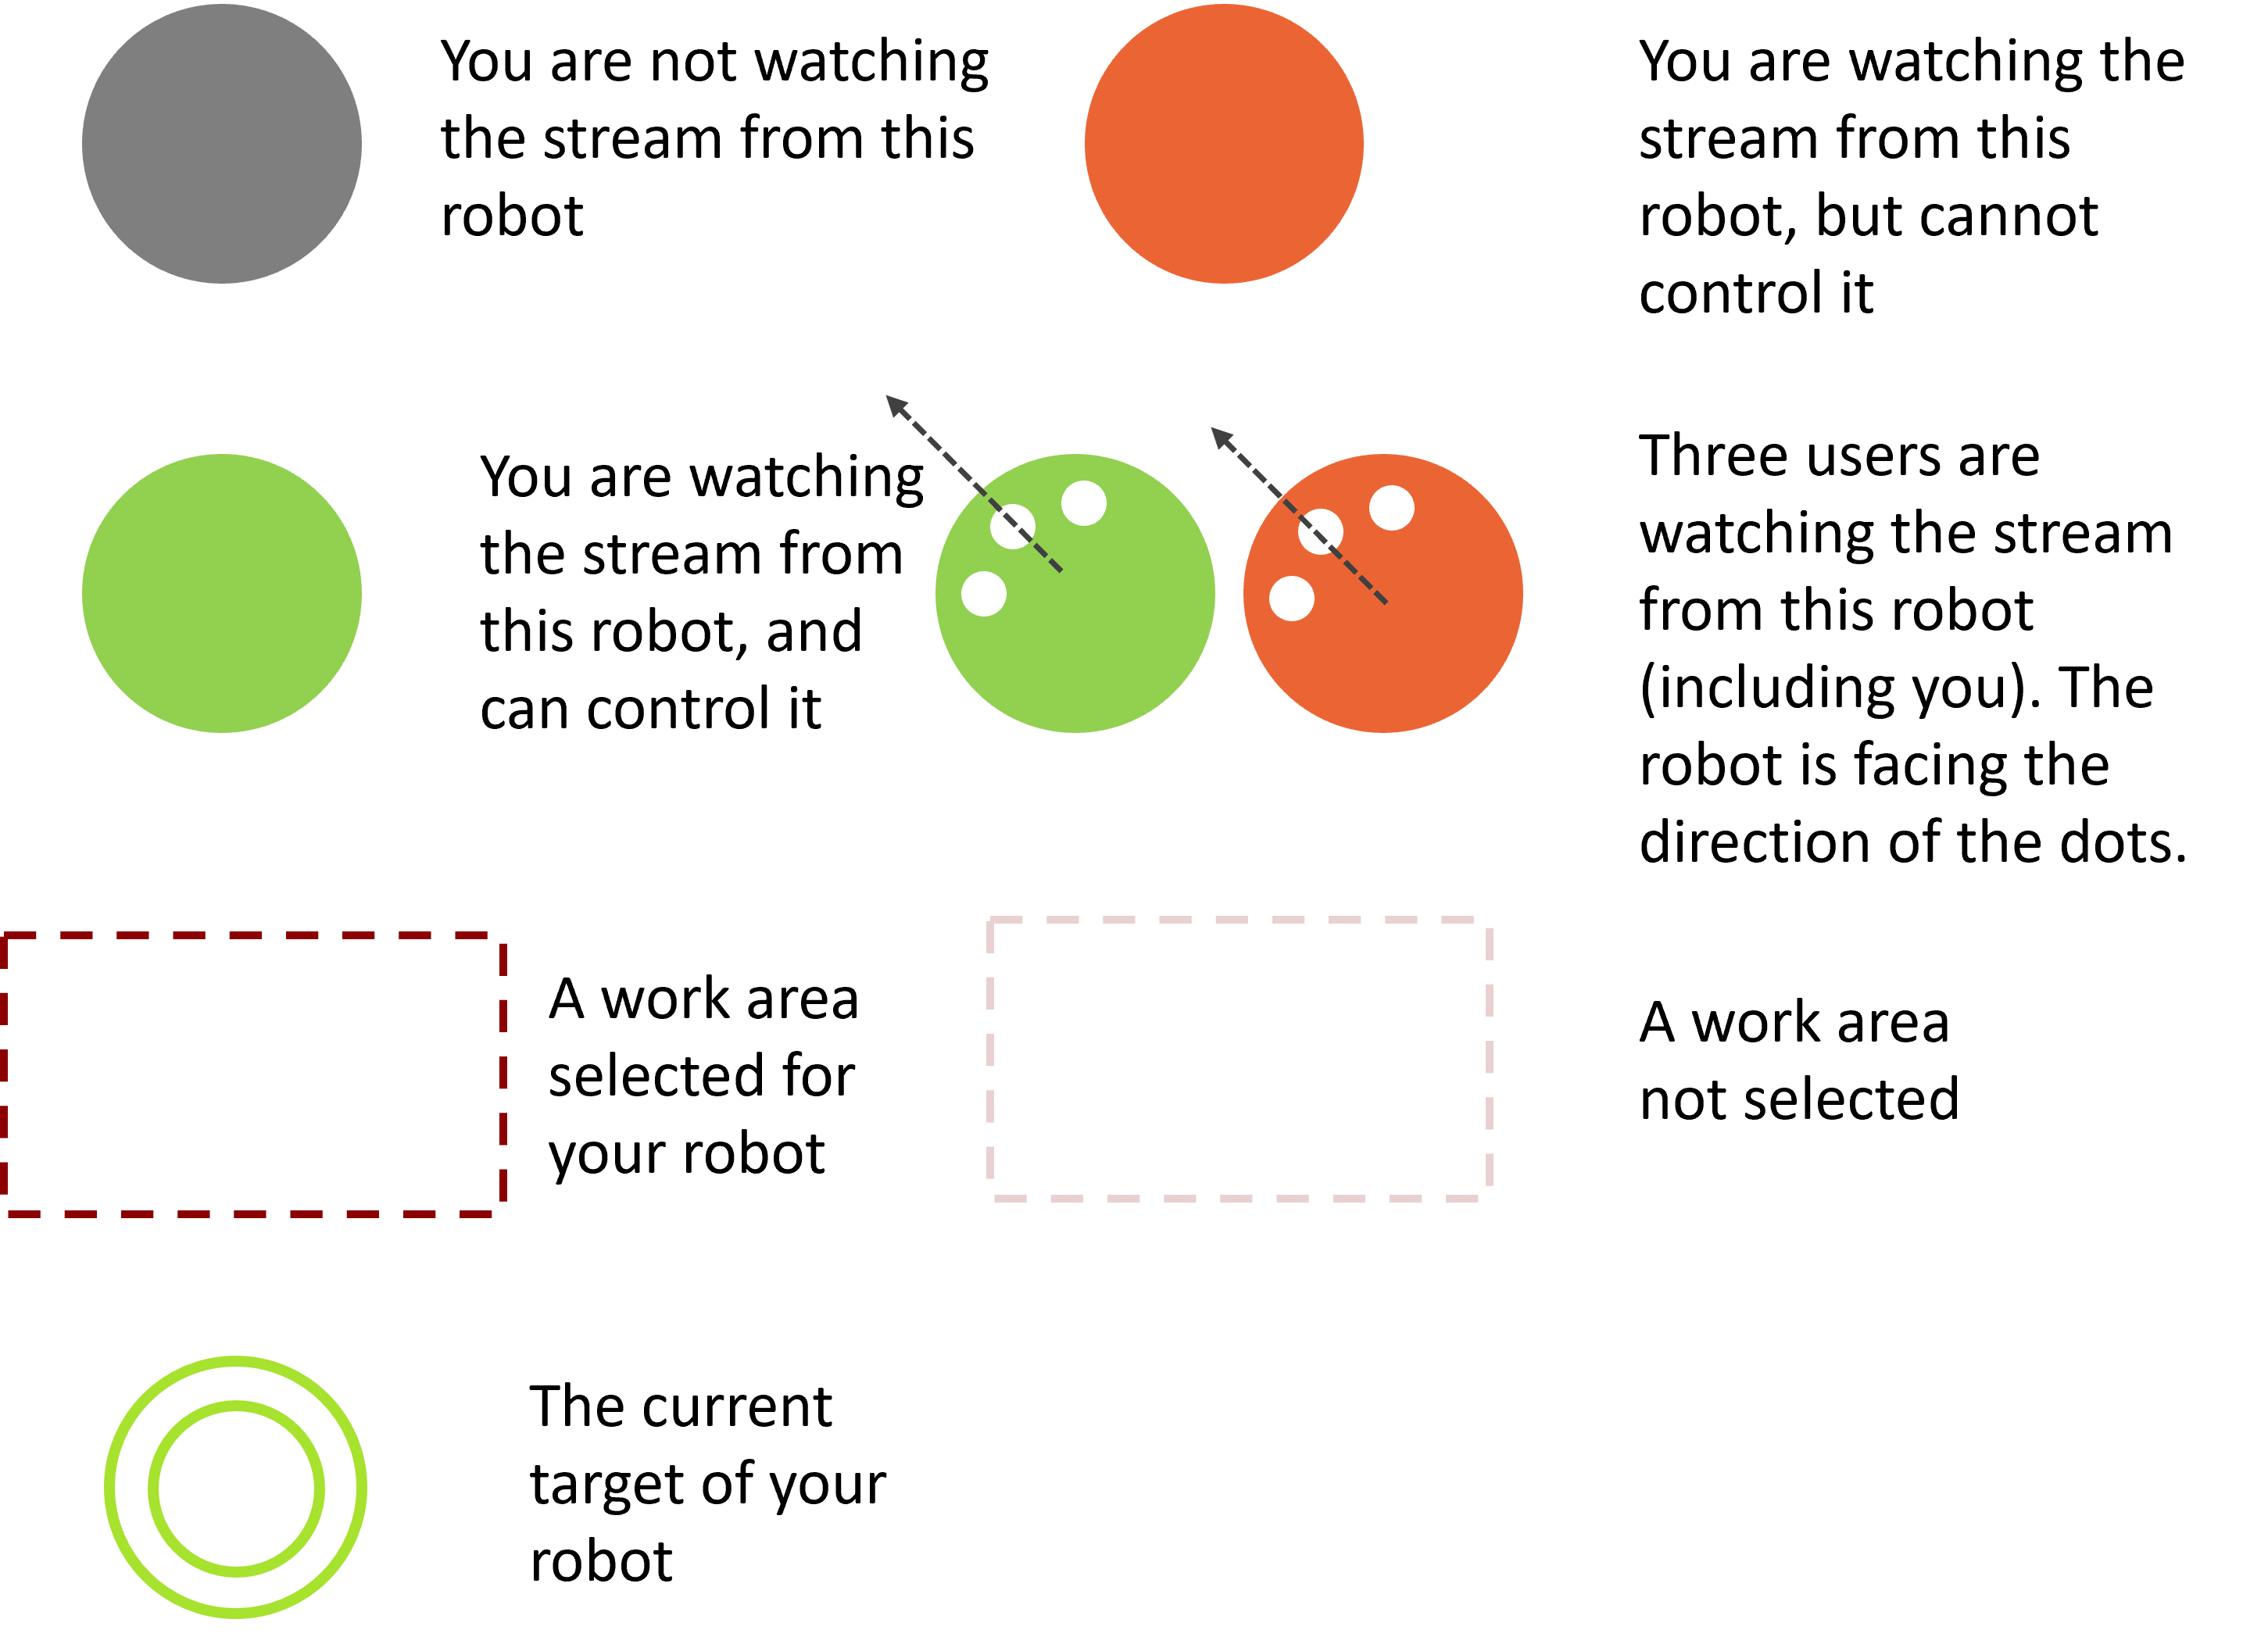 You are not watching
the stream from this
robot
You are watching the
stream from this
robot, but cannot
control it
You are watching
the stream from
this robot, and
can control it
Three users are
watching the stream
from this robot
(including you). The
robot is facing the
direction of the dots.
A work area
selected for
your robot
A work area
not selected
The current
target of your
robot